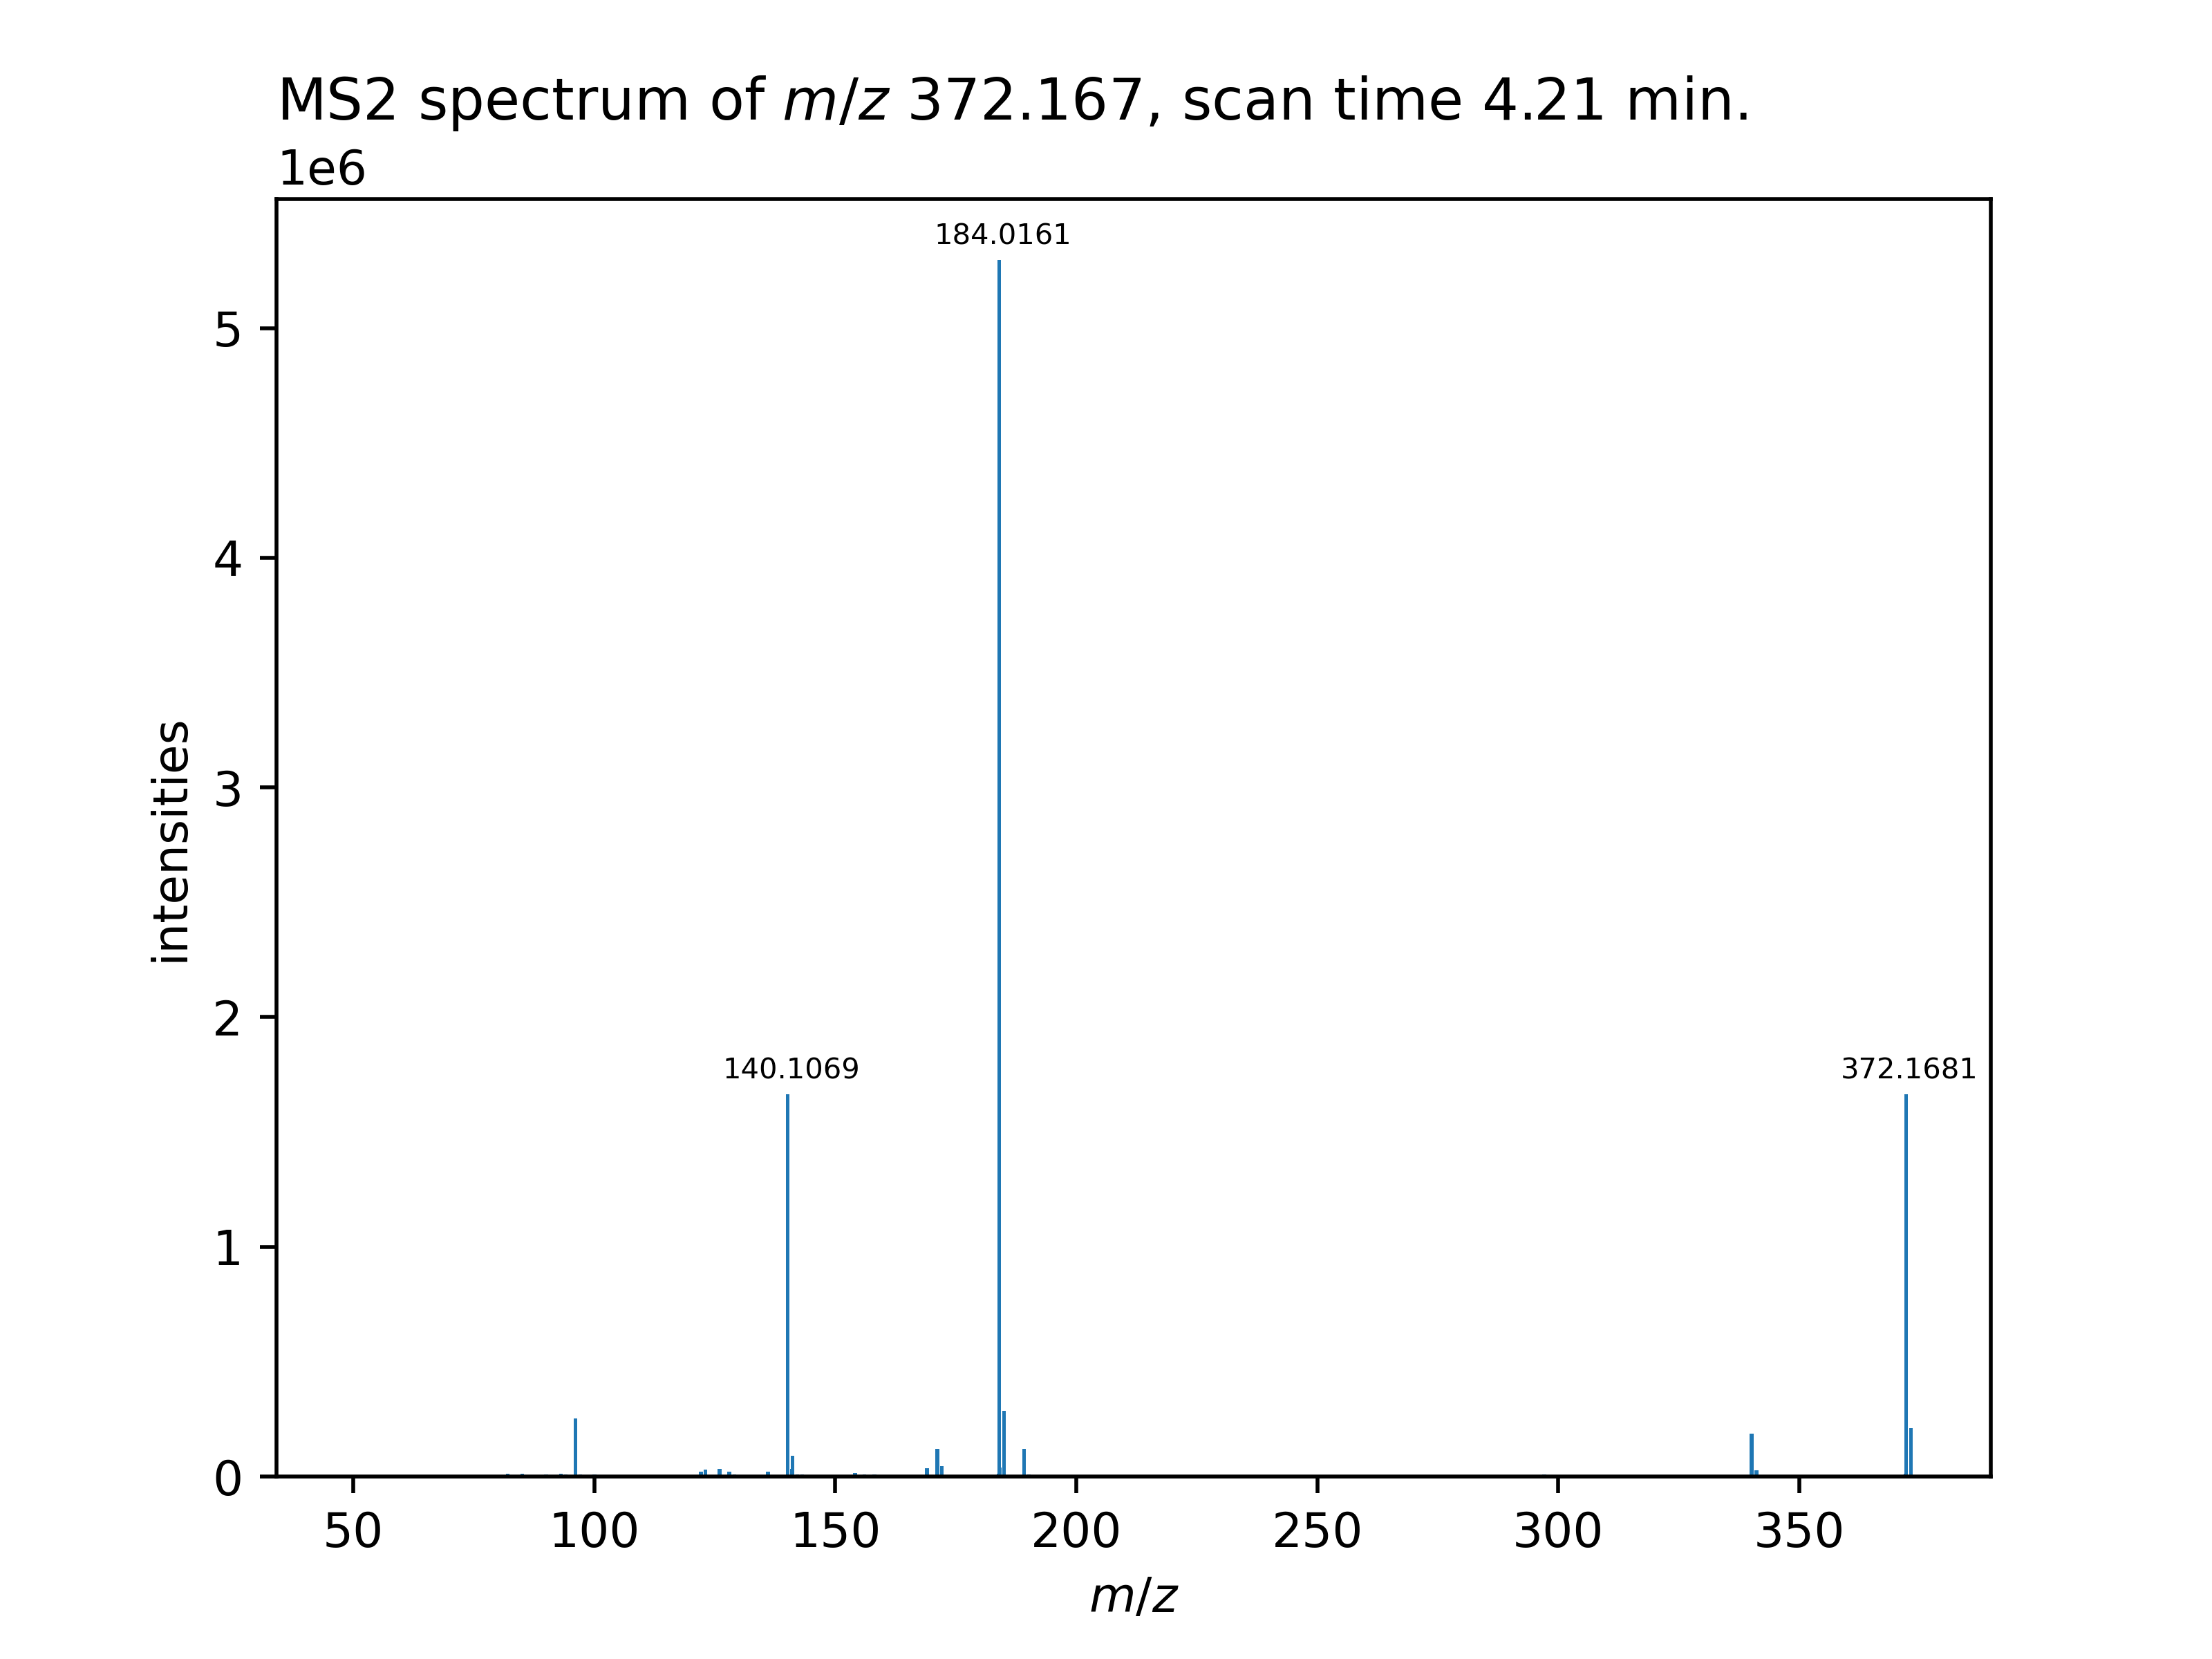 MS2 spectrum of m/z 372.167, scan time 4.21 min.
1e6
184.0161
5
4
intensities
3
2
140.1069
372.1681
1
0
50 100 150 200 250 300 350
m/z